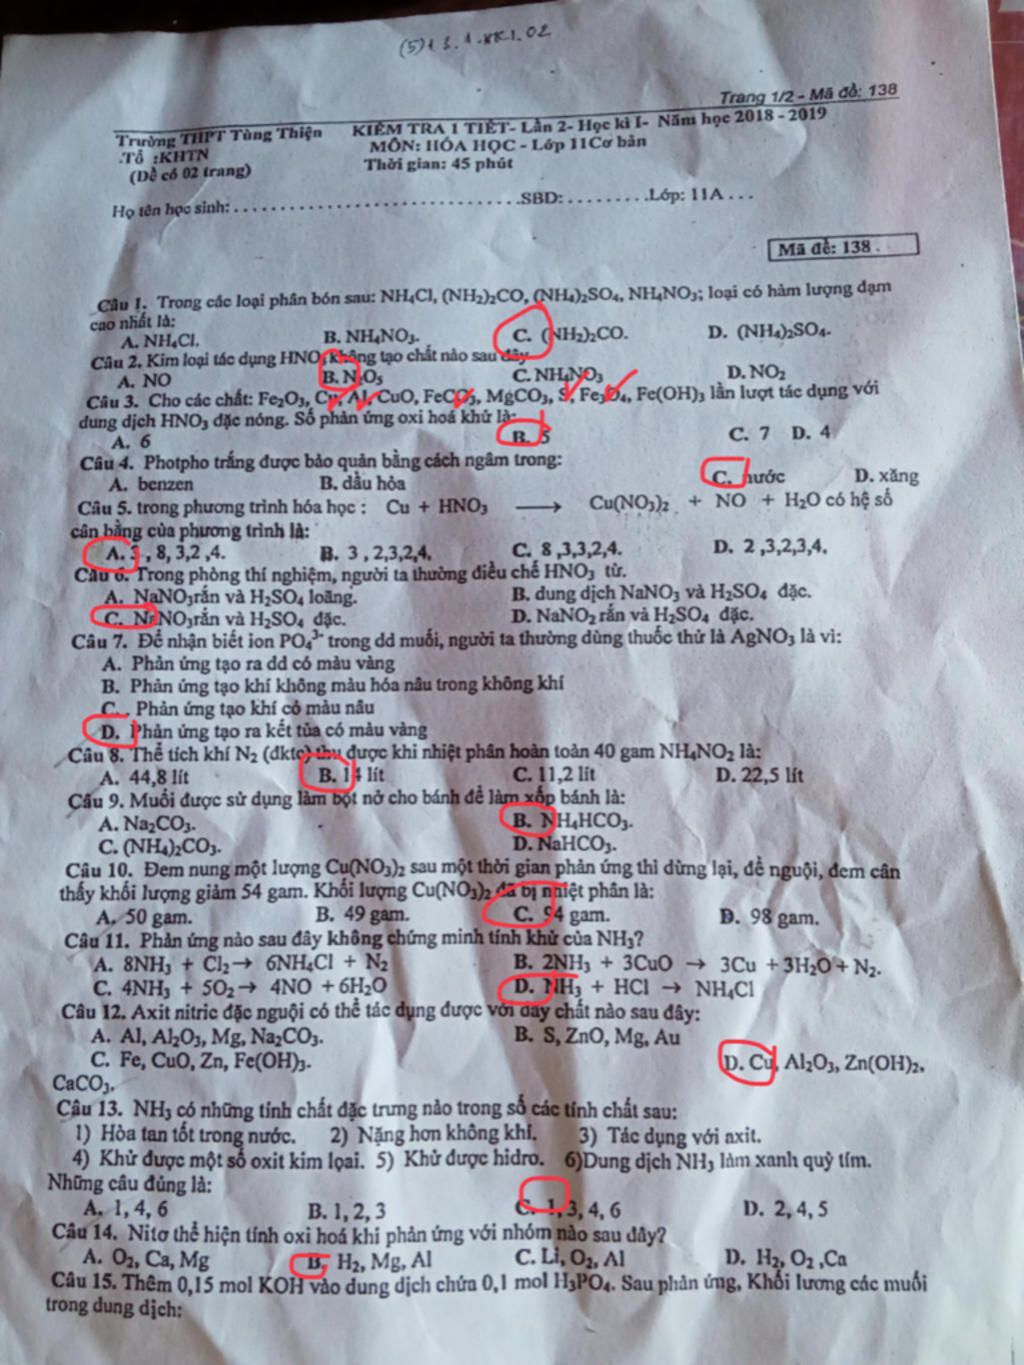 (5)1 3.1.KK1.02
Trang 1/2 - Mã đề: 138
Trường THPT Tùng Thiện KIỂM TRA 1 TIẾT- Lần 2- Học kì I- Năm học 2018 - 2019
.Tổ :KHTN MÔN: HÓA HỌC - Lớp 11Cơ bản
(Đề có 02 trang) Thời gian: 45 phút
Họ tên học sinh: . . . . . . . . . . . . . . . . . . . . . . . . . . . . . . . .SBD: . . . . . . . . .Lớp: 11A . . .
Mã đề: 138 .
Câu 1. Trong các loại phân bón sau: NH₄Cl, (NH₂)₂CO, (NH₄)₂SO₄, NH₄NO₃; loại có hàm lượng đạm
cao nhất là:
A. NH₄Cl. B. NH₄NO₃. C. (NH₂)₂CO. D. (NH₄)₂SO₄.
Câu 2. Kim loại tác dụng HNO₃ không tạo chất nào sau đây
A. NO B. N₂O₅ C. NH₄NO₃ D. NO₂
Câu 3. Cho các chất: Fe₂O₃, Cu, Al, CuO, FeCO₃, MgCO₃, S, Fe₃O₄, Fe(OH)₃ lần lượt tác dụng với
dung dịch HNO₃ đặc nóng. Số phản ứng oxi hoá khử là:
A. 6 B. 5 C. 7 D. 4
Câu 4. Photpho trắng được bảo quản bằng cách ngâm trong:
A. benzen B. dầu hỏa C. nước D. xăng
Câu 5. trong phương trình hóa học : Cu + HNO₃ ⟶ Cu(NO₃)₂ + NO + H₂O có hệ số
cân bằng của phương trình là:
A. 3 , 8, 3,2 ,4. B. 3 , 2,3,2,4. C. 8 ,3,3,2,4. D. 2 ,3,2,3,4.
Câu 6. Trong phòng thí nghiệm, người ta thường điều chế HNO₃ từ.
A. NaNO₃rắn và H₂SO₄ loãng. B. dung dịch NaNO₃ và H₂SO₄ đặc.
C. NaNO₃rắn và H₂SO₄ đặc. D. NaNO₂ rắn và H₂SO₄ đặc.
Câu 7. Để nhận biết ion PO₄³⁻ trong dd muối, người ta thường dùng thuốc thử là AgNO₃ là vì:
A. Phản ứng tạo ra dd có màu vàng
B. Phản ứng tạo khí không màu hóa nâu trong không khí
C. . Phản ứng tạo khí có màu nâu
D. Phản ứng tạo ra kết tủa có màu vàng
Câu 8. Thể tích khí N₂ (đktc) thu được khi nhiệt phân hoàn toàn 40 gam NH₄NO₂ là:
A. 44,8 lít B. 14 lít C. 11,2 lít D. 22,5 lít
Câu 9. Muối được sử dụng làm bột nở cho bánh để làm xốp bánh là:
A. Na₂CO₃. B. NH₄HCO₃.
C. (NH₄)₂CO₃. D. NaHCO₃.
Câu 10. Đem nung một lượng Cu(NO₃)₂ sau một thời gian phản ứng thì dừng lại, để nguội, đem cân
thấy khối lượng giảm 54 gam. Khối lượng Cu(NO₃)₂ đã bị nhiệt phân là:
A. 50 gam. B. 49 gam. C. 94 gam. D. 98 gam.
Câu 11. Phản ứng nào sau đây không chứng minh tính khử của NH₃?
A. 8NH₃ + Cl₂→ 6NH₄Cl + N₂ B. 2NH₃ + 3CuO → 3Cu + 3H₂O + N₂.
C. 4NH₃ + 5O₂→ 4NO + 6H₂O D. NH₃ + HCl → NH₄Cl
Câu 12. Axit nitric đặc nguội có thể tác dụng được với dãy chất nào sau đây:
A. Al, Al₂O₃, Mg, Na₂CO₃. B. S, ZnO, Mg, Au
C. Fe, CuO, Zn, Fe(OH)₃. D. Cu, Al₂O₃, Zn(OH)₂,
CaCO₃.
Câu 13. NH₃ có những tính chất đặc trưng nào trong số các tính chất sau:
1) Hòa tan tốt trong nước. 2) Nặng hơn không khí. 3) Tác dụng với axit.
4) Khử được một số oxit kim lọai. 5) Khử được hidro. 6)Dung dịch NH₃ làm xanh quỳ tím.
Những câu đúng là:
A. 1, 4, 6 B. 1, 2, 3 C. 1, 3, 4, 6 D. 2, 4, 5
Câu 14. Nitơ thể hiện tính oxi hoá khi phản ứng với nhóm nào sau đây?
A. O₂, Ca, Mg B. H₂, Mg, Al C. Li, O₂, Al D. H₂, O₂ ,Ca
Câu 15. Thêm 0,15 mol KOH vào dung dịch chứa 0,1 mol H₃PO₄. Sau phản ứng, Khối lương các muối
trong dung dịch: